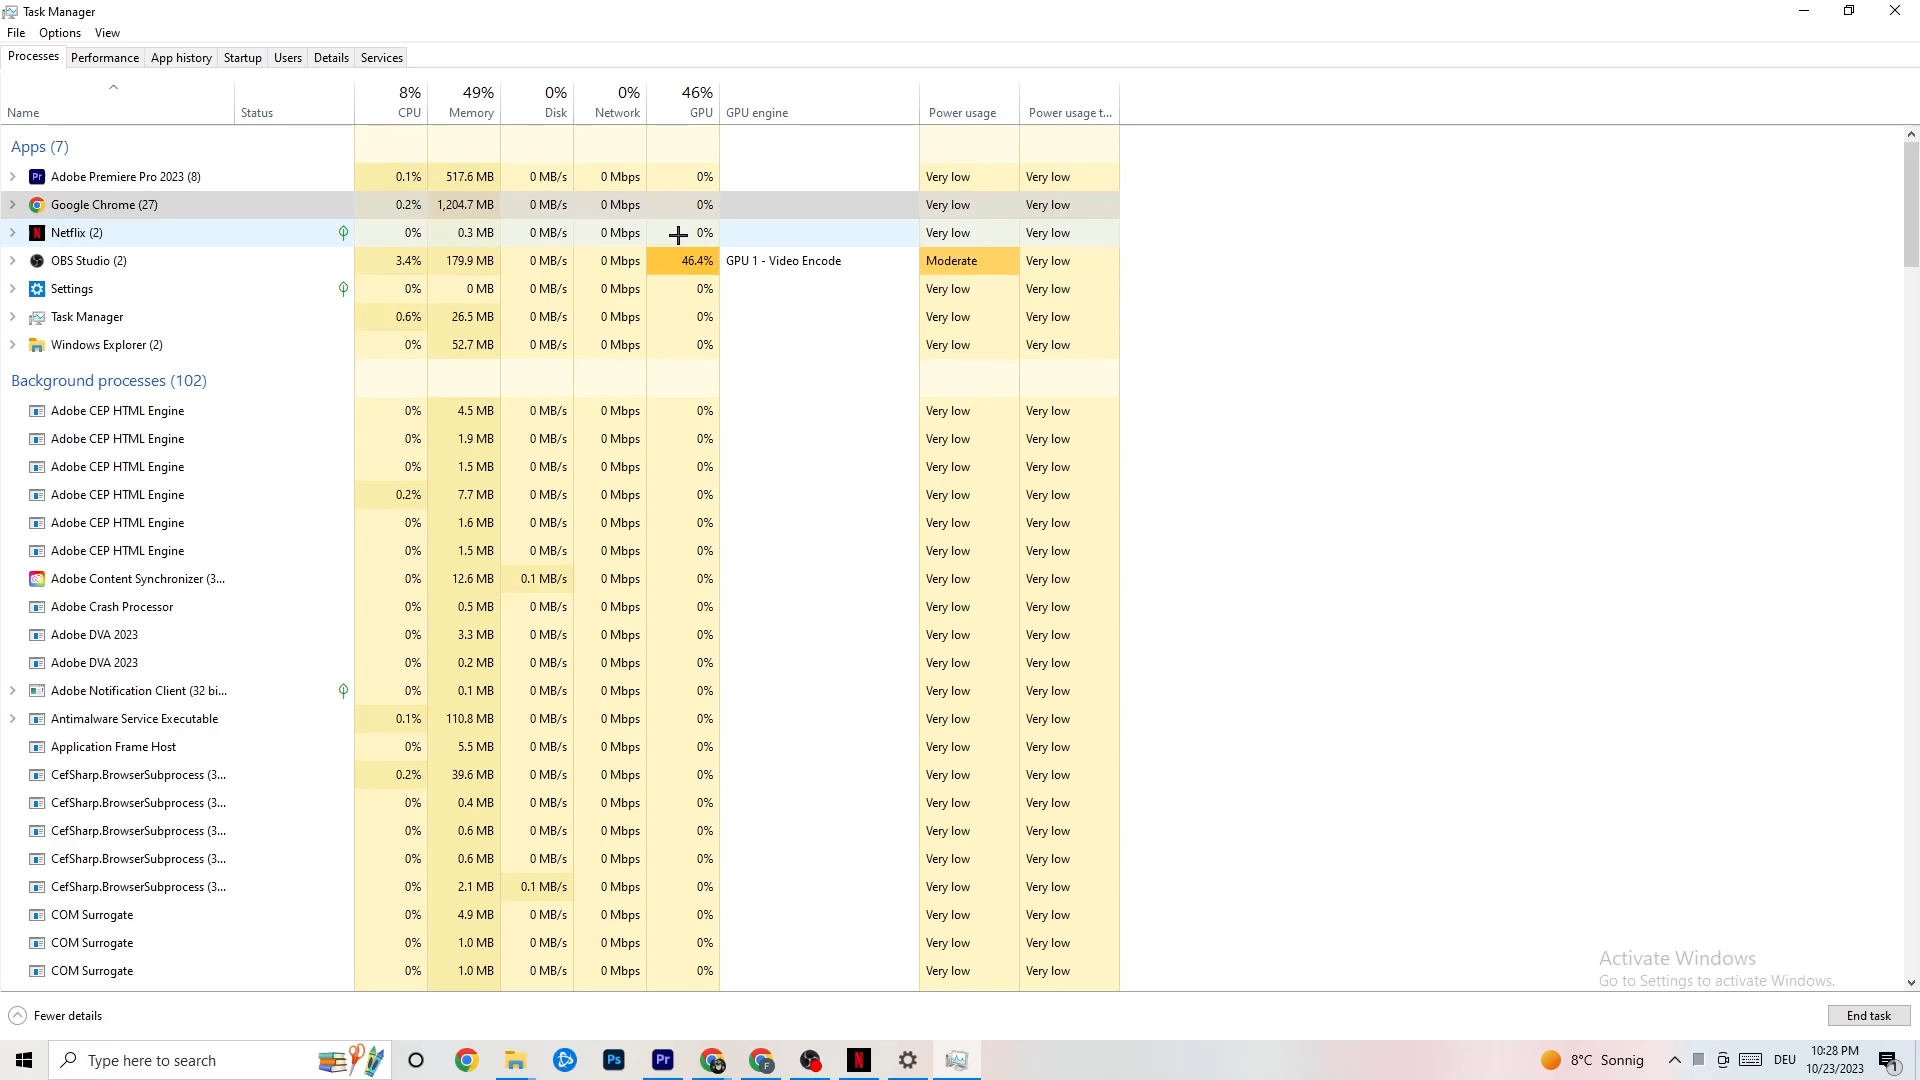 Task Manager
File Options View
Processes Performance App history Startup Users Details Services
8% 49% 0% 0% 46%
Name Status CPU Memory Disk Network GPU GPU engine Power usage Power usage t...
Apps (7)
Adobe Premiere Pro 2023 (8) 0.1% 517.6 MB 0 MB/s 0 Mbps 0% Very low Very low
Google Chrome (27) 0.2% 1,204.7 MB 0 MB/s 0 Mbps 0% Very low Very low
Netflix (2) 0% 0.3 MB 0 MB/s 0 Mbps 0% Very low Very low
OBS Studio (2) 3.4% 179.9 MB 0 MB/s 0 Mbps 46.4% GPU 1 - Video Encode Moderate Very low
Settings 0% 0 MB 0 MB/s 0 Mbps 0% Very low Very low
Task Manager 0.6% 26.5 MB 0 MB/s 0 Mbps 0% Very low Very low
Windows Explorer (2) 0% 52.7 MB 0 MB/s 0 Mbps 0% Very low Very low
Background processes (102)
Adobe CEP HTML Engine 0% 4.5 MB 0 MB/s 0 Mbps 0% Very low Very low
Adobe CEP HTML Engine 0% 1.9 MB 0 MB/s 0 Mbps 0% Very low Very low
Adobe CEP HTML Engine 0% 1.5 MB 0 MB/s 0 Mbps 0% Very low Very low
Adobe CEP HTML Engine 0.2% 7.7 MB 0 MB/s 0 Mbps 0% Very low Very low
Adobe CEP HTML Engine 0% 1.6 MB 0 MB/s 0 Mbps 0% Very low Very low
Adobe CEP HTML Engine 0% 1.5 MB 0 MB/s 0 Mbps 0% Very low Very low
Adobe Content Synchronizer (3... 0% 12.6 MB 0.1 MB/s 0 Mbps 0% Very low Very low
Adobe Crash Processor 0% 0.5 MB 0 MB/s 0 Mbps 0% Very low Very low
Adobe DVA 2023 0% 3.3 MB 0 MB/s 0 Mbps 0% Very low Very low
Adobe DVA 2023 0% 0.2 MB 0 MB/s 0 Mbps 0% Very low Very low
Adobe Notification Client (32 bi... 0% 0.1 MB 0 MB/s 0 Mbps 0% Very low Very low
Antimalware Service Executable 0.1% 110.8 MB 0 MB/s 0 Mbps 0% Very low Very low
Application Frame Host 0% 5.5 MB 0 MB/s 0 Mbps 0% Very low Very low
CefSharp.BrowserSubprocess (3... 0.2% 39.6 MB 0 MB/s 0 Mbps 0% Very low Very low
CefSharp.BrowserSubprocess (3... 0% 0.4 MB 0 MB/s 0 Mbps 0% Very low Very low
CefSharp.BrowserSubprocess (3... 0% 0.6 MB 0 MB/s 0 Mbps 0% Very low Very low
CefSharp.BrowserSubprocess (3... 0% 0.6 MB 0 MB/s 0 Mbps 0% Very low Very low
CefSharp.BrowserSubprocess (3... 0% 2.1 MB 0.1 MB/s 0 Mbps 0% Very low Very low
COM Surrogate 0% 4.9 MB 0 MB/s 0 Mbps 0% Very low Very low
COM Surrogate 0% 1.0 MB 0 MB/s 0 Mbps 0% Very low Very low
COM Surrogate 0% 1.0 MB 0 MB/s 0 Mbps 0% Very low Very low
Activate Windows
Go to Settings to activate Windows.
Fewer details End task
Type here to search Ps Pr F N 8°C Sonnig DEU 10:28 PM
10/23/2023 1